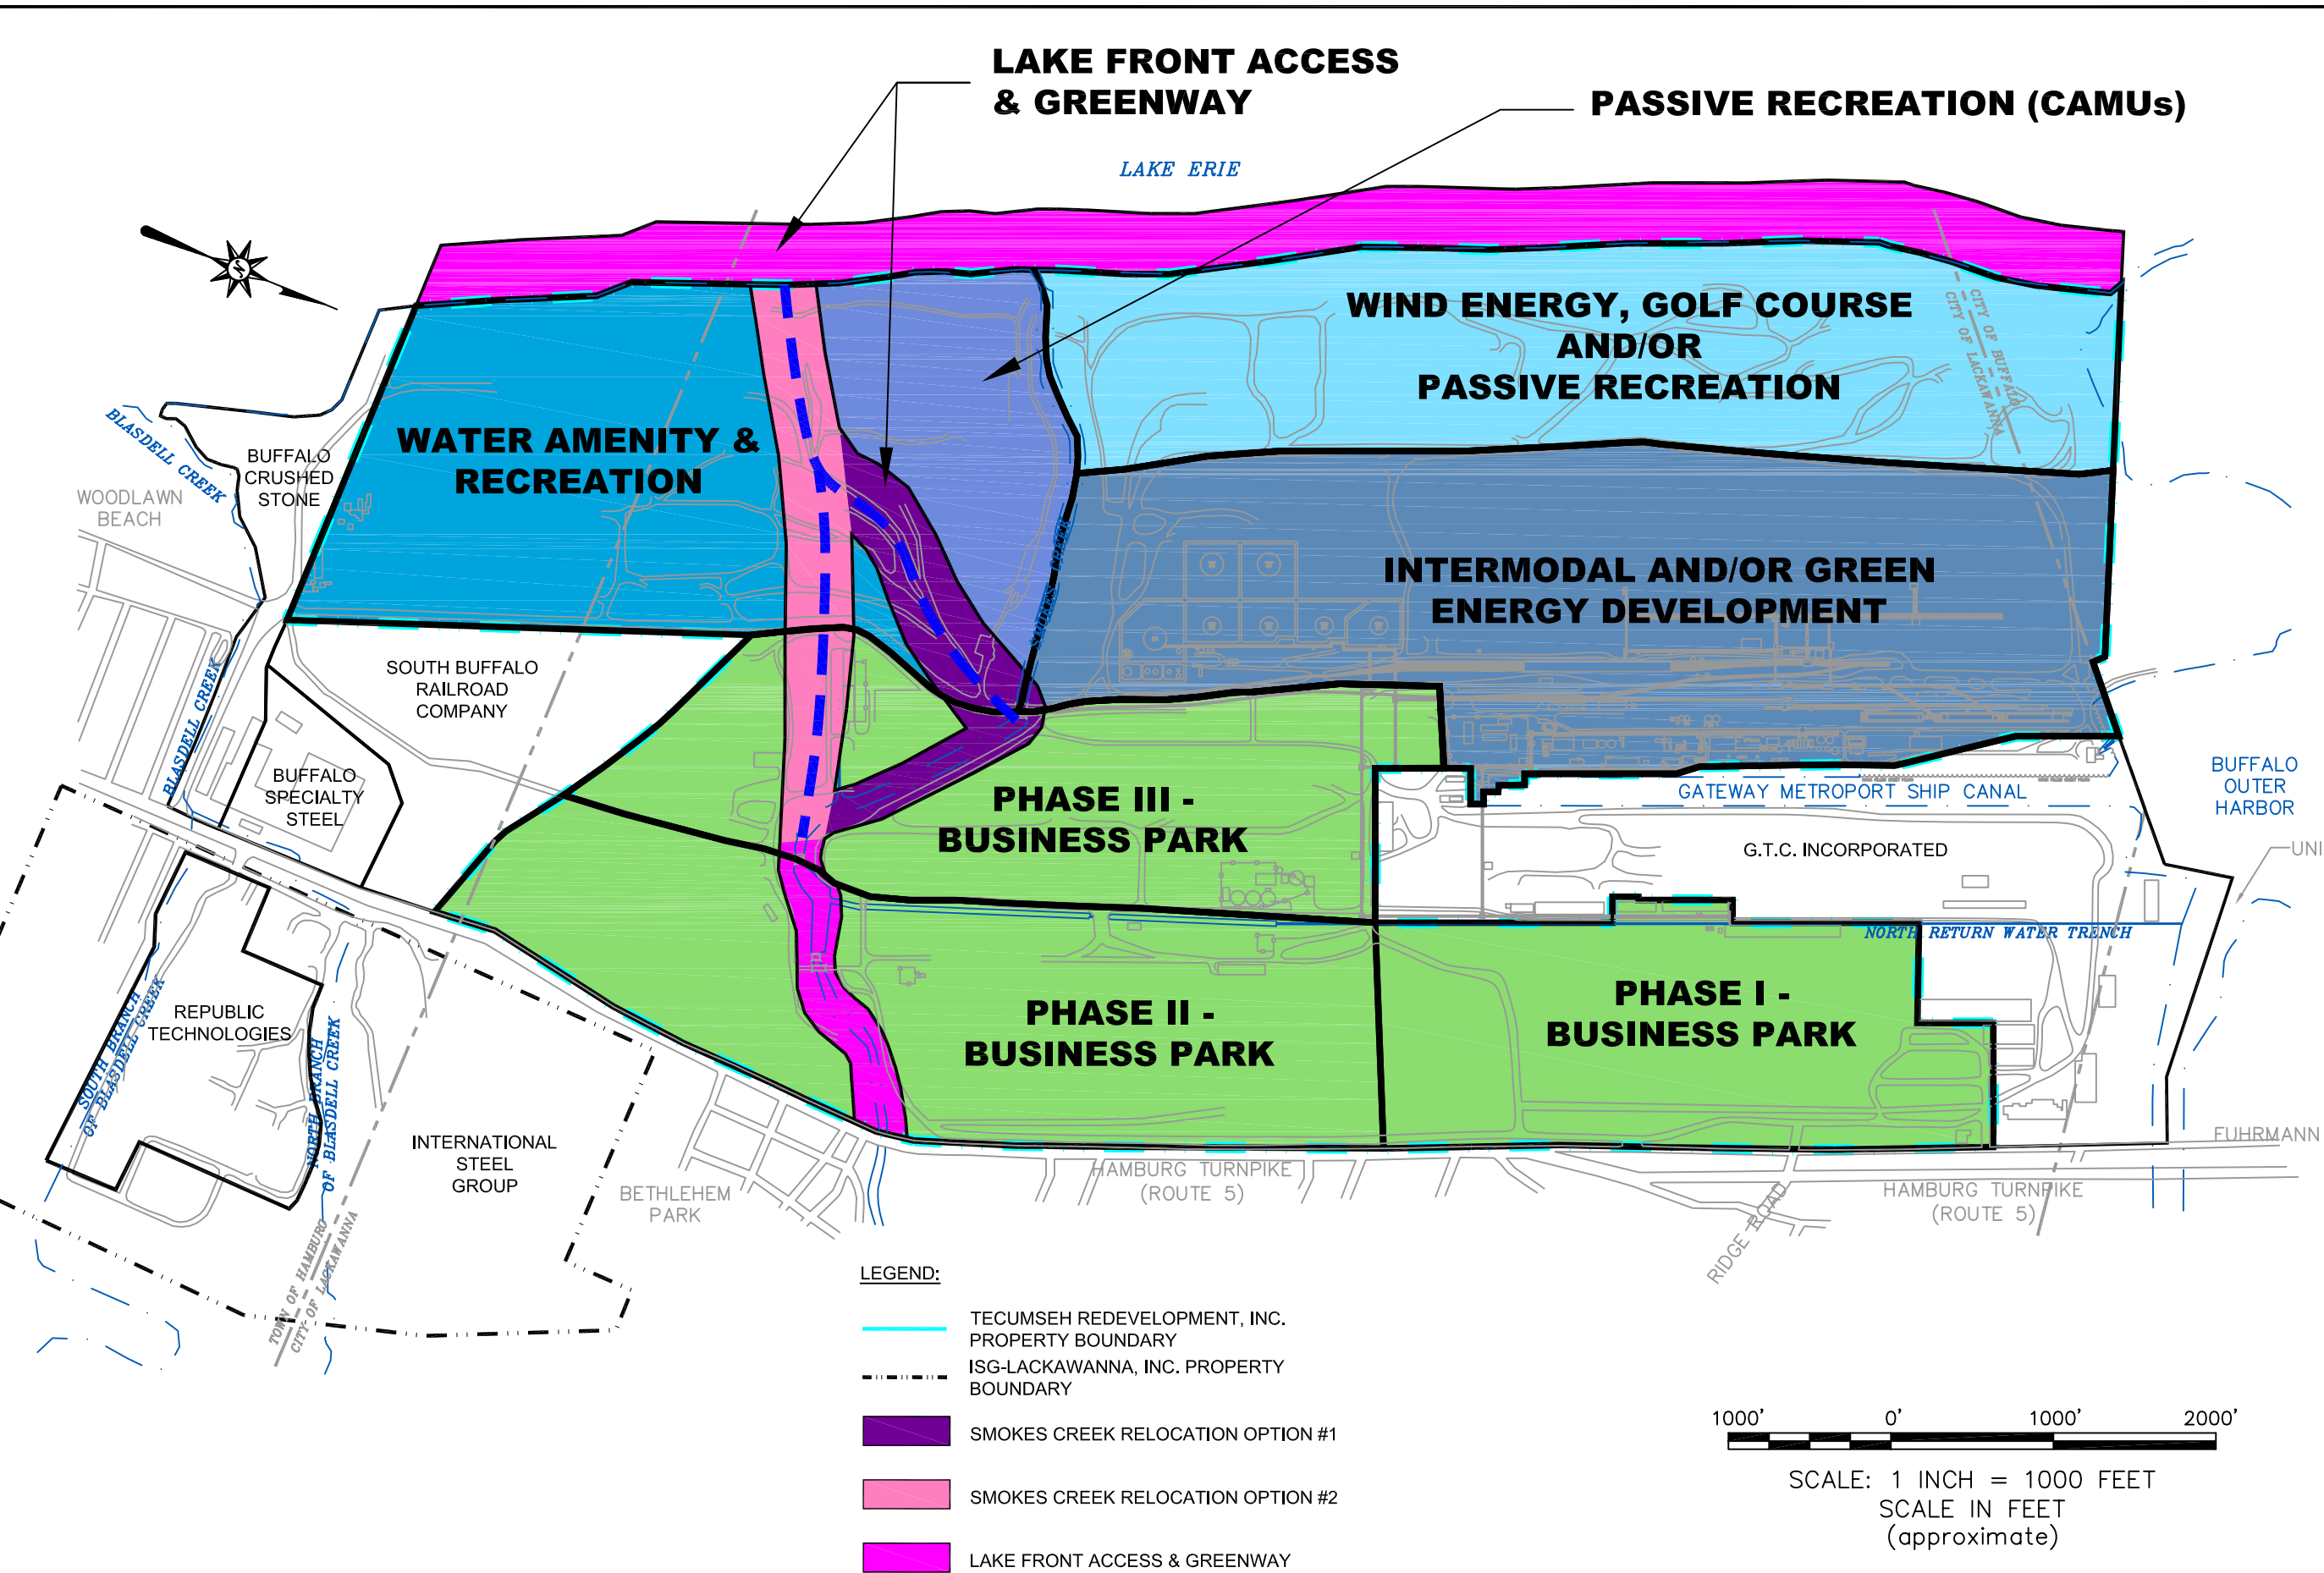 LAKE FRONT ACCESS
& GREENWAY
PASSIVE RECREATION (CAMUs)
LAKE ERIE
N
WIND ENERGY, GOLF COURSE
AND/OR
PASSIVE RECREATION
CITY OF BUFFALO
CITY OF LACKAWANNA
WATER AMENITY &
RECREATION
BLASDELL CREEK
BUFFALO
CRUSHED
STONE
WOODLAWN
BEACH
SMOKES CREEK
INTERMODAL AND/OR GREEN
ENERGY DEVELOPMENT
SOUTH BUFFALO
RAILROAD
COMPANY
BLASDELL CREEK
BUFFALO
SPECIALTY
STEEL
PHASE III -
BUSINESS PARK
GATEWAY METROPORT SHIP CANAL
BUFFALO
OUTER
HARBOR
G.T.C. INCORPORATED
UNI
NORTH RETURN WATER TRENCH
REPUBLIC
TECHNOLOGIES
SOUTH BRANCH
OF BLASDELL CREEK
NORTH BRANCH
OF BLASDELL CREEK
PHASE II -
BUSINESS PARK
PHASE I -
BUSINESS PARK
INTERNATIONAL
STEEL
GROUP
BETHLEHEM
PARK
HAMBURG TURNPIKE
(ROUTE 5)
RIDGE ROAD
HAMBURG TURNPIKE
(ROUTE 5)
FUHRMANN
TOWN OF HAMBURG
CITY OF LACKAWANNA
LEGEND:
TECUMSEH REDEVELOPMENT, INC.
PROPERTY BOUNDARY
ISG-LACKAWANNA, INC. PROPERTY
BOUNDARY
SMOKES CREEK RELOCATION OPTION #1
SMOKES CREEK RELOCATION OPTION #2
LAKE FRONT ACCESS & GREENWAY
1000' 0' 1000' 2000'
SCALE: 1 INCH = 1000 FEET
SCALE IN FEET
(approximate)